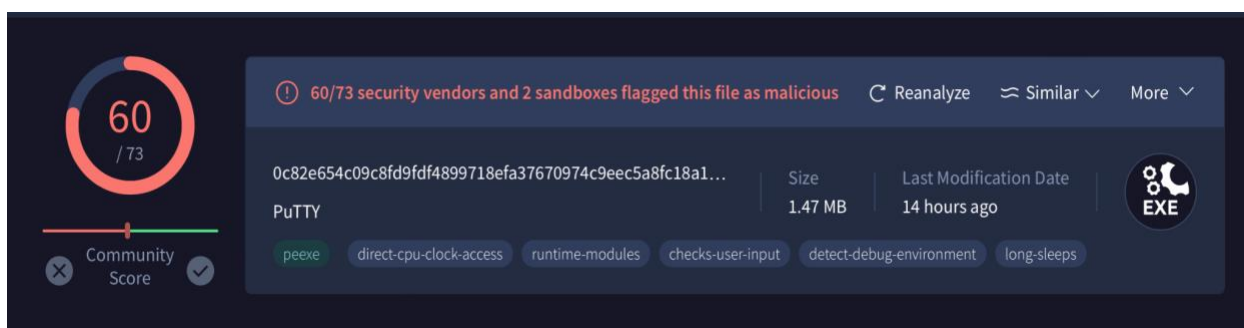 60
/ 73
Community
Score
60/73 security vendors and 2 sandboxes flagged this file as malicious
Reanalyze
Similar
More
0c82e654c09c8fd9fdf4899718efa37670974c9eec5a8fc18a1...
PuTTY
Size
1.47 MB
Last Modification Date
14 hours ago
EXE
peexe
direct-cpu-clock-access
runtime-modules
checks-user-input
detect-debug-environment
long-sleeps